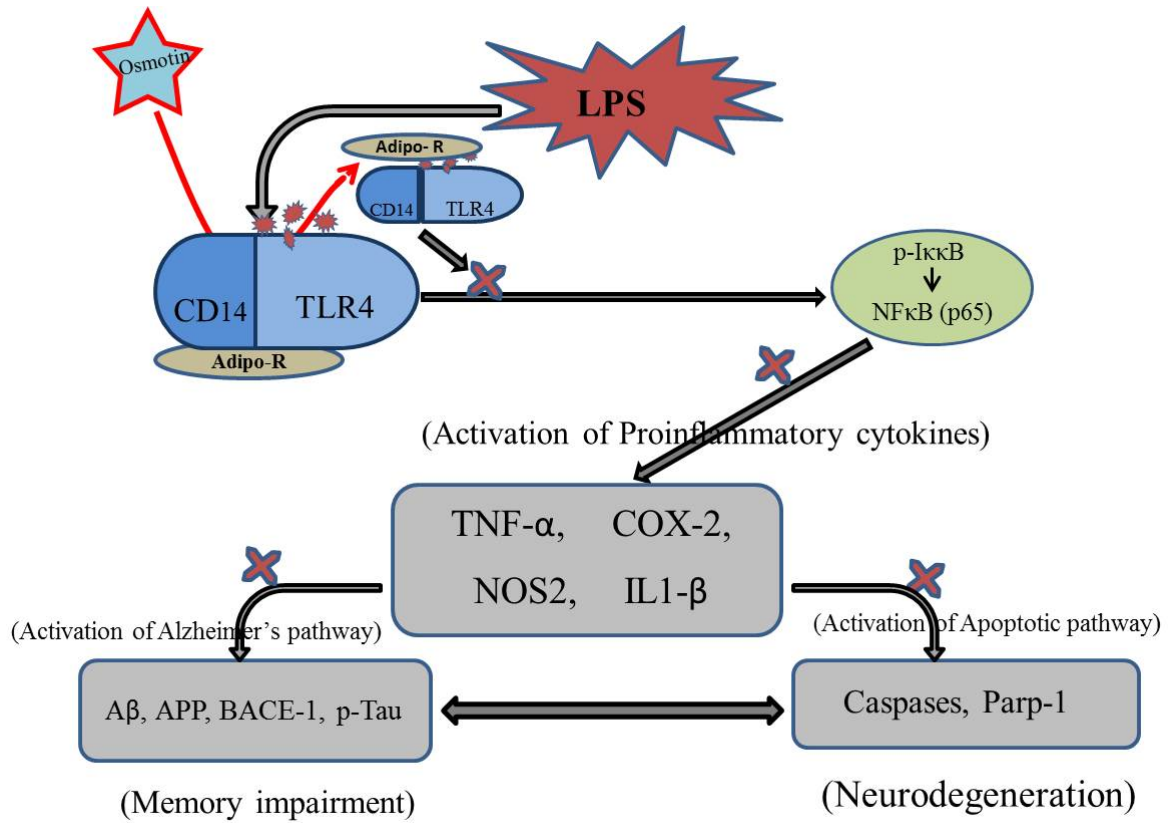 Osmotin
LPS
Adipo- R
CD14 TLR4
p-IκκB
NFκB (p65)
CD14 TLR4
Adipo-R
(Activation of Proinflammatory cytokines)
TNF-α, COX-2,
NOS2, IL1-β
(Activation of Alzheimer's pathway)
(Activation of Apoptotic pathway)
Aβ, APP, BACE-1, p-Tau
Caspases, Parp-1
(Memory impairment)
(Neurodegeneration)